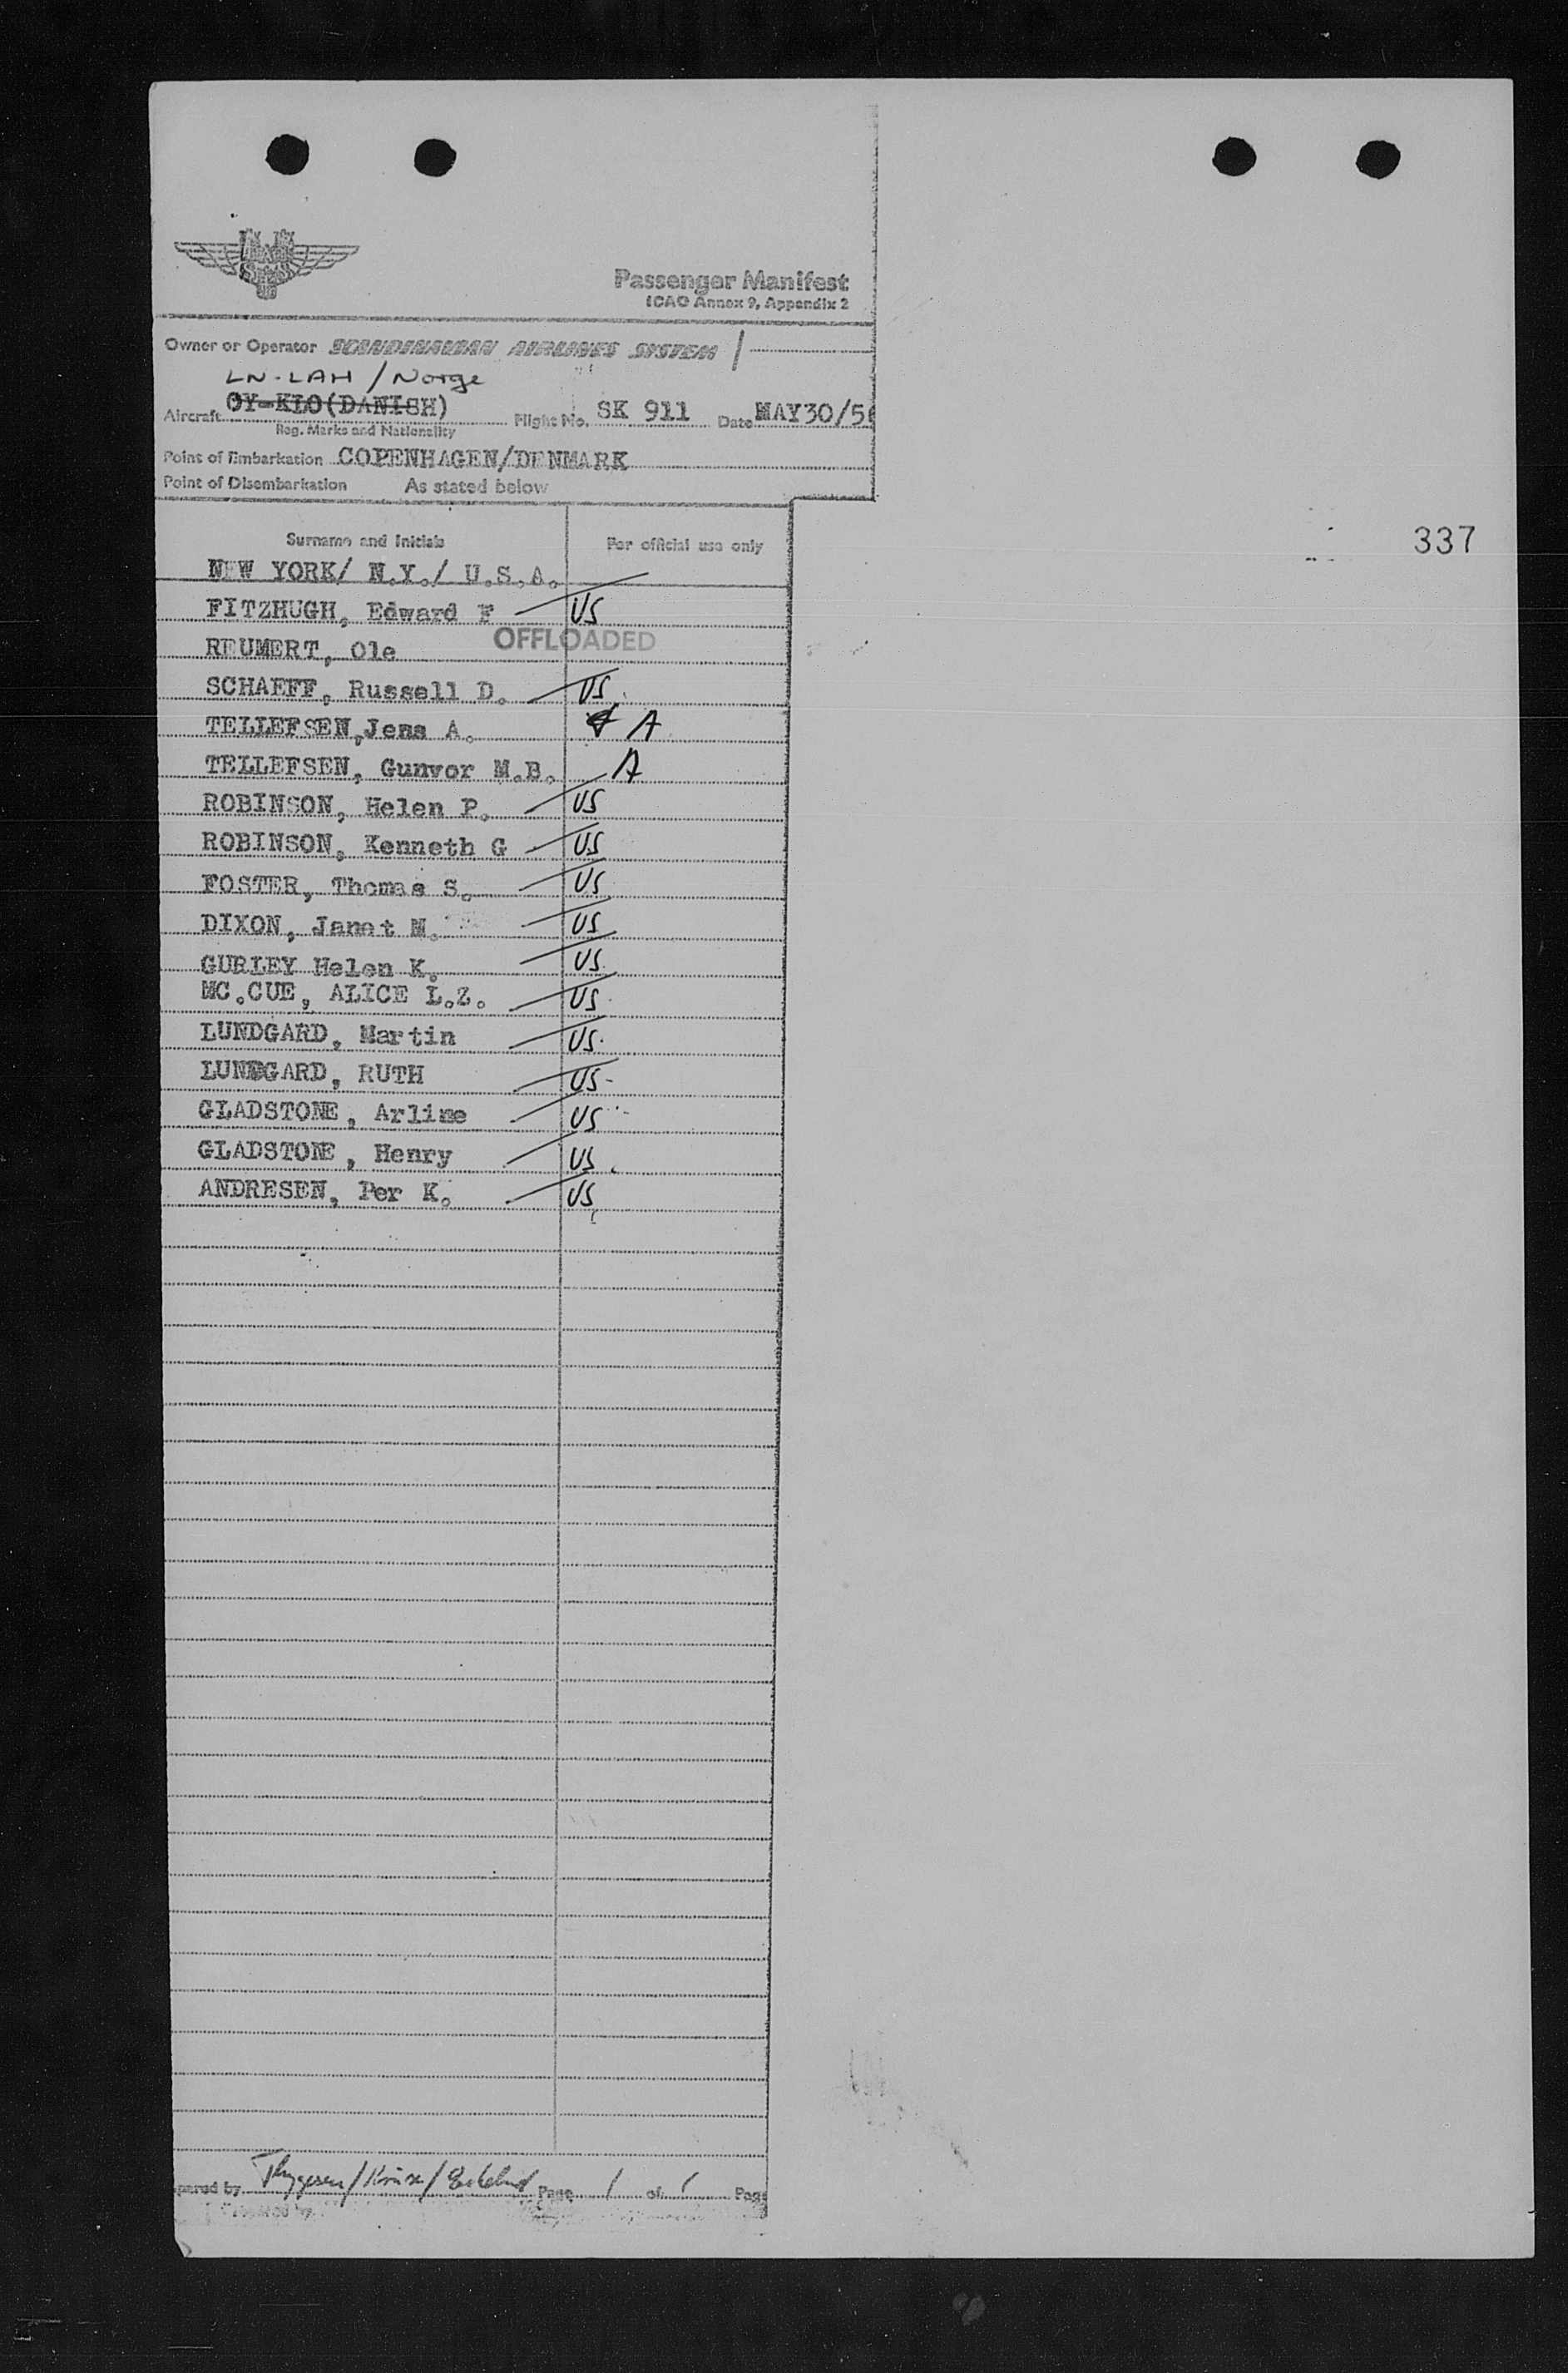 SAS
Passenger Manifest
ICAO Annex 9, Appendix 2
Owner or Operator SCANDINAVIAN AIRLINES SYSTEM /
LN-LAH / Norge
Aircraft OY-KLO(DANISH) Flight No. SK 911 Date MAY30/56
Reg. Marks and Nationality
Point of Embarkation COPENHAGEN/DENMARK
Point of Disembarkation As stated below
337
Surname and Initials For official use only
NEW YORK/ N.Y./ U.S.A.
FITZHUGH, Edward F US
OFFLOADED
REUMERT, Ole
SCHAEFF, Russell D. US
TELLEFSEN,Jens A. A
TELLEFSEN, Gunvor M.B. A
ROBINSON, Helen P. US
ROBINSON, Kenneth G US
FOSTER, Thomas S. US
DIXON, Janet M. US
GURLEY Helen K. US
MC.CUE, ALICE L.Z. US
LUNDGARD, Martin US
LUNDGARD, RUTH US
GLADSTONE, Arline US
GLADSTONE, Henry US
ANDRESEN, Per K. US
pared by Page 1 of 1 Page